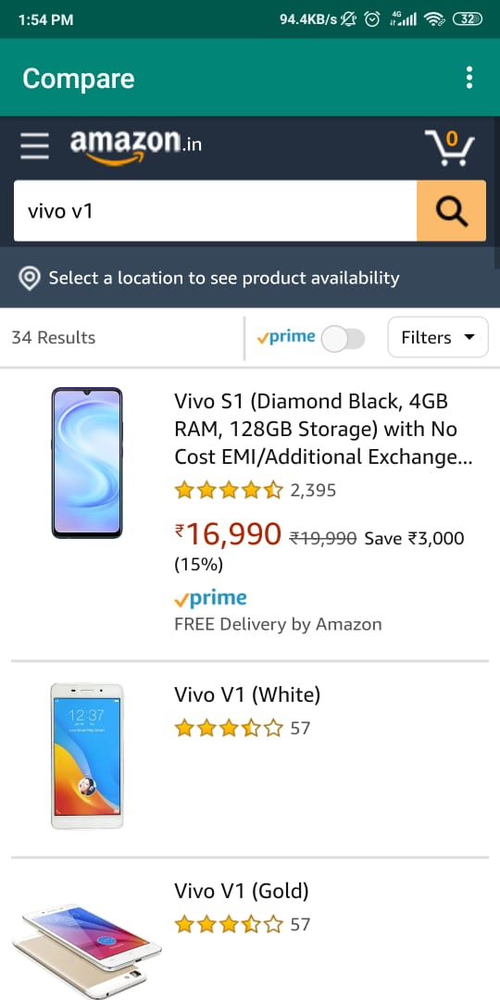 1:54 PM 94.4KB/s 4G 32
Compare
amazon.in 0
vivo v1
Select a location to see product availability
34 Results prime Filters
Vivo S1 (Diamond Black, 4GB
RAM, 128GB Storage) with No
Cost EMI/Additional Exchange...
2,395
₹16,990 ₹19,990 Save ₹3,000
(15%)
prime
FREE Delivery by Amazon
12:37
Vivo V1 (White)
57
Vivo V1 (Gold)
57